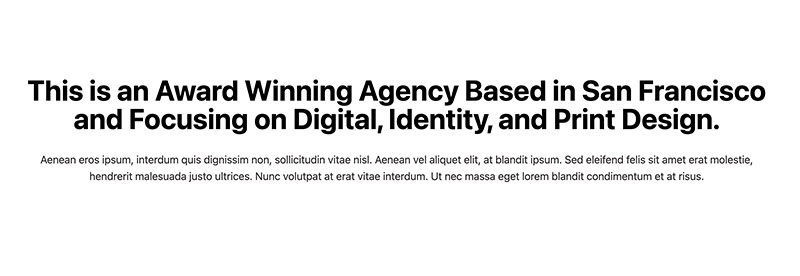 This is an Award Winning Agency Based in San Francisco
and Focusing on Digital, Identity, and Print Design.
Aenean eros ipsum, interdum quis dignissim non, sollicitudin vitae nisl. Aenean vel aliquet elit, at blandit ipsum. Sed eleifend felis sit amet erat molestie,
hendrerit malesuada justo ultrices. Nunc volutpat at erat vitae interdum. Ut nec massa eget lorem blandit condimentum et at risus.